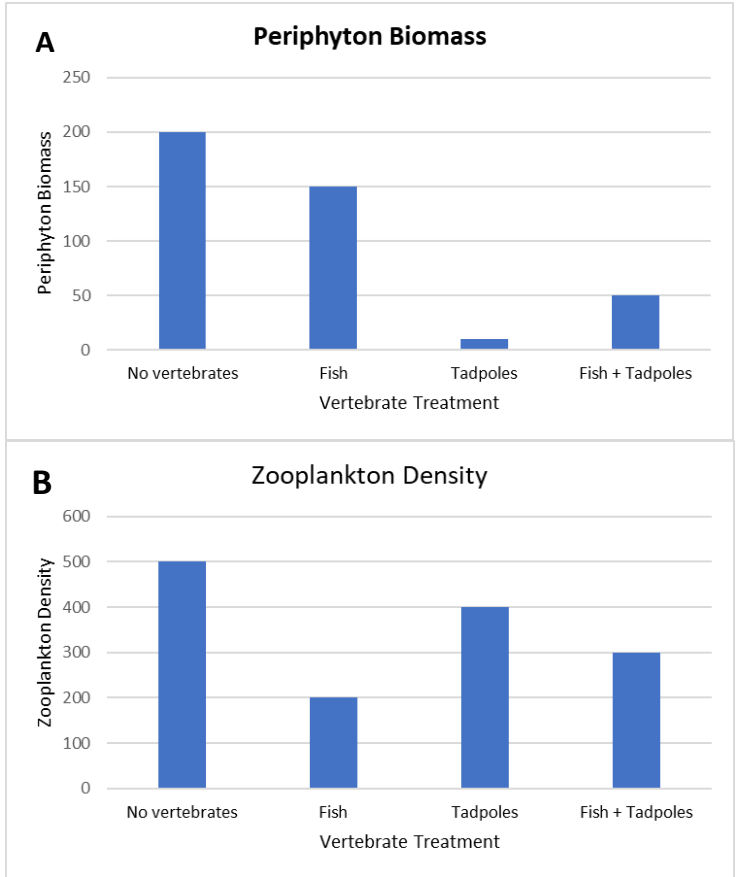 A
Periphyton Biomass
250
200
150
100
50
0
Periphyton Biomass
No vertebrates Fish Tadpoles Fish + Tadpoles
Vertebrate Treatment
B
Zooplankton Density
600
500
400
300
200
100
0
Zooplankton Density
No vertebrates Fish Tadpoles Fish + Tadpoles
Vertebrate Treatment